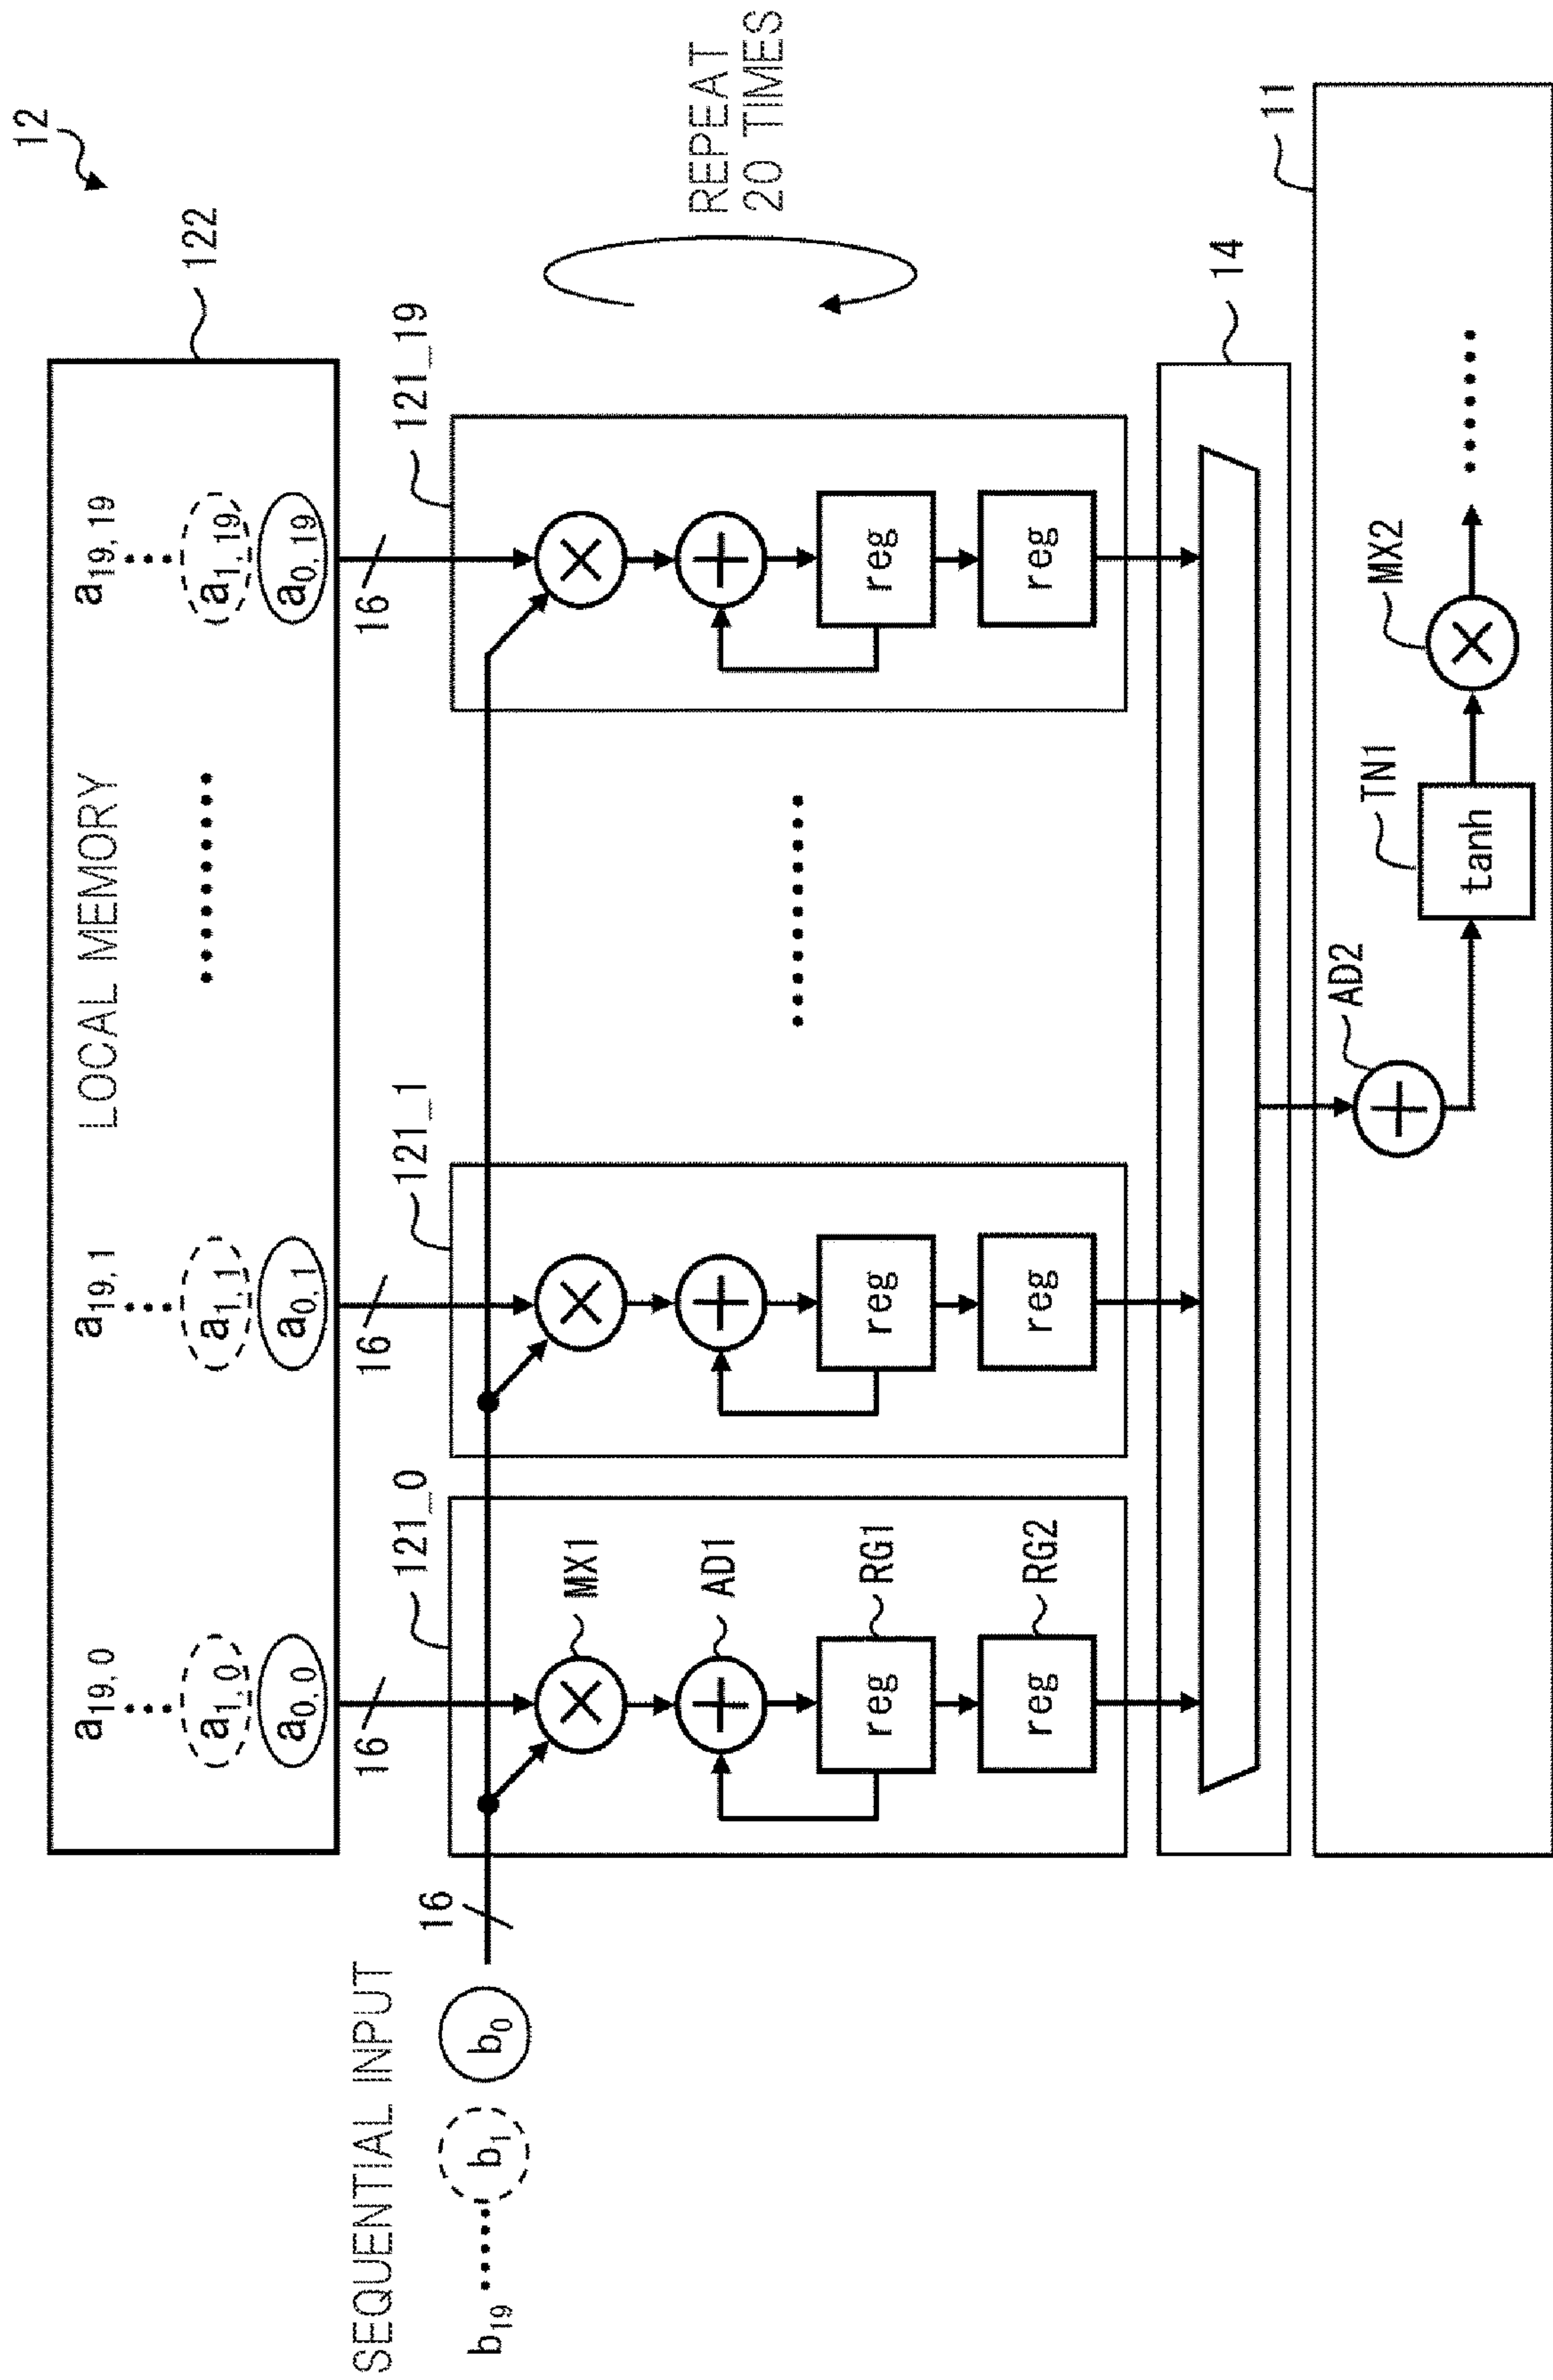 12
122
LOCAL MEMORY
a19,0 a19,1 a19,19
a1,0 a1,1 a1,19
a0,0 a0,1 a0,19
16 16 16
SEQUENTIAL INPUT
b19 b1 b0
16
121_0 121_1 121_19
MX1
AD1
reg reg reg
RG1
reg reg reg
RG2
REPEAT
20 TIMES
14
11
AD2
TN1
tanh
MX2